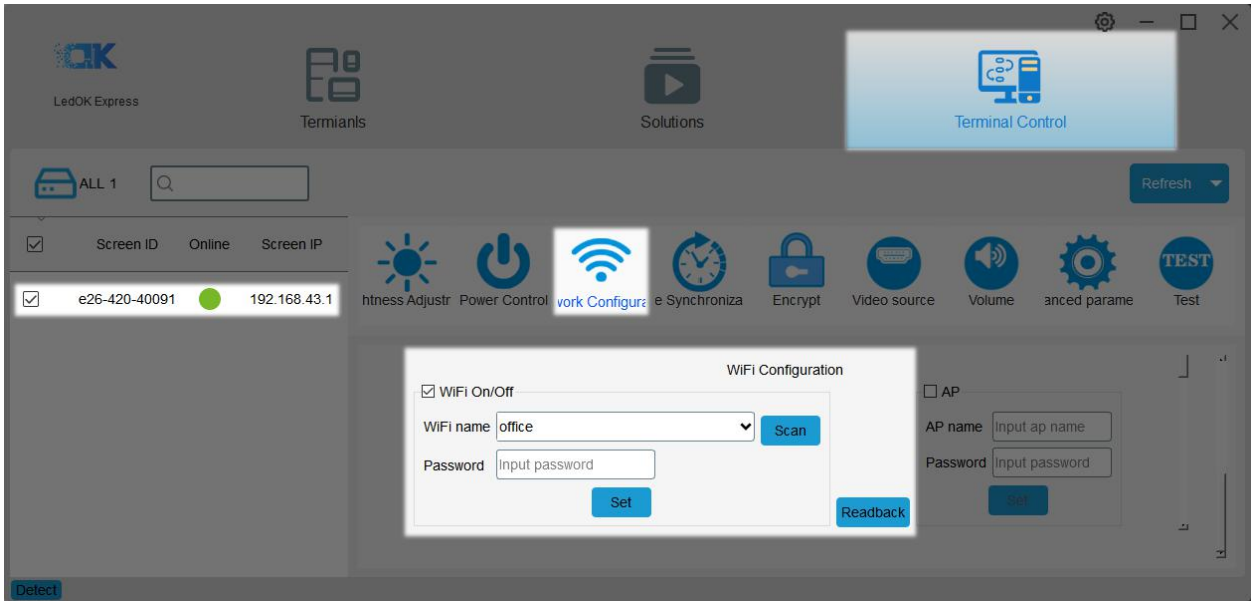 OK
LedOK Express
Termianls
Solutions
Terminal Control
ALL 1
Refresh
Screen ID Online Screen IP
e26-420-40091 192.168.43.1
htness Adjustr Power Control work Configura e Synchroniza Encrypt Video source Volume anced parame Test
TEST
WiFi Configuration
WiFi On/Off
WiFi name office Scan
Password Input password
Set
Readback
AP
AP name Input ap name
Password Input password
Set
Detect